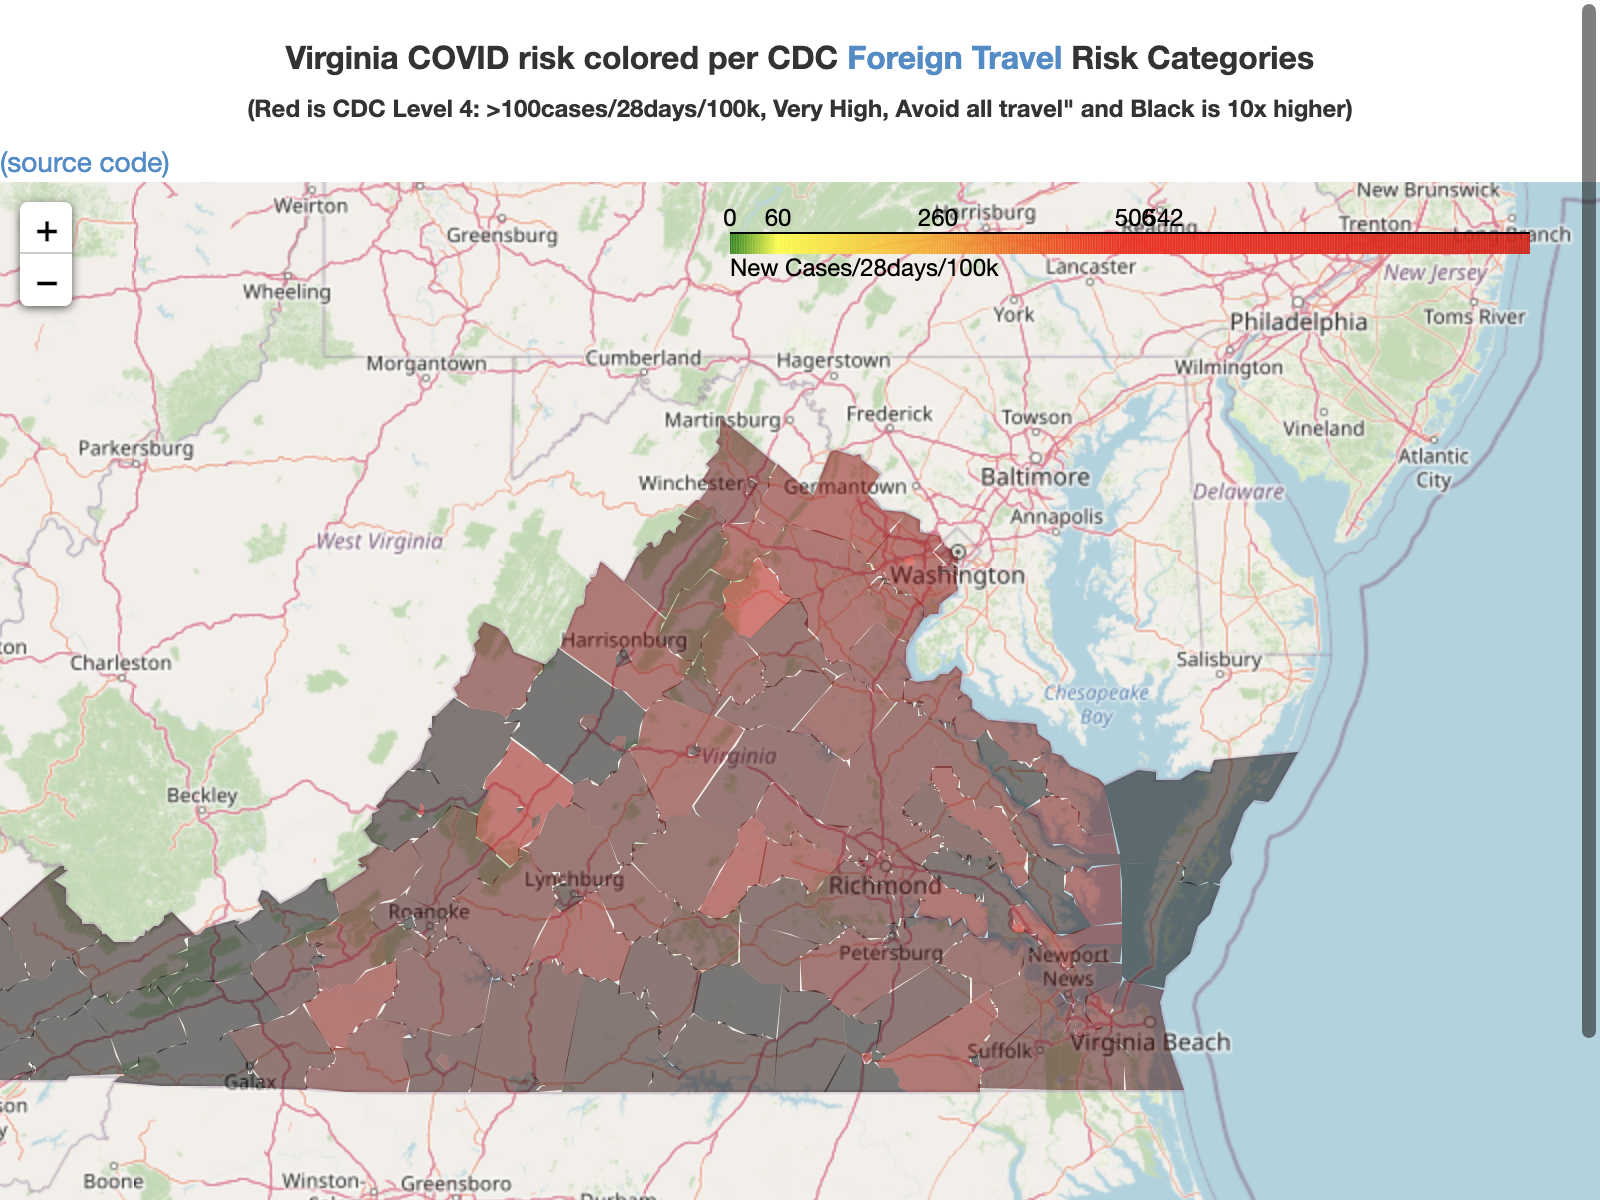 Virginia COVID risk colored per CDC Foreign Travel Risk Categories
(Red is CDC Level 4: >100cases/28days/100k, Very High, Avoid all travel" and Black is 10x higher)
(source code)
+
−
0 60 260 506 542
New Cases/28days/100k
New Brunswick
Weirton
Harrisburg
Reading
Trenton
Long Branch
Greensburg
Lancaster
New Jersey
Wheeling
York
Philadelphia
Toms River
Morgantown
Cumberland
Hagerstown
Wilmington
Martinsburg
Frederick
Towson
Vineland
Parkersburg
Atlantic
City
Winchester
Germantown
Baltimore
Delaware
Annapolis
West Virginia
Washington
Harrisonburg
Charleston
Salisbury
Chesapeake
Bay
Virginia
Beckley
Lynchburg
Richmond
Roanoke
Petersburg
Newport
News
Virginia Beach
Suffolk
Galax
Boone
Winston-
Greensboro
Durham